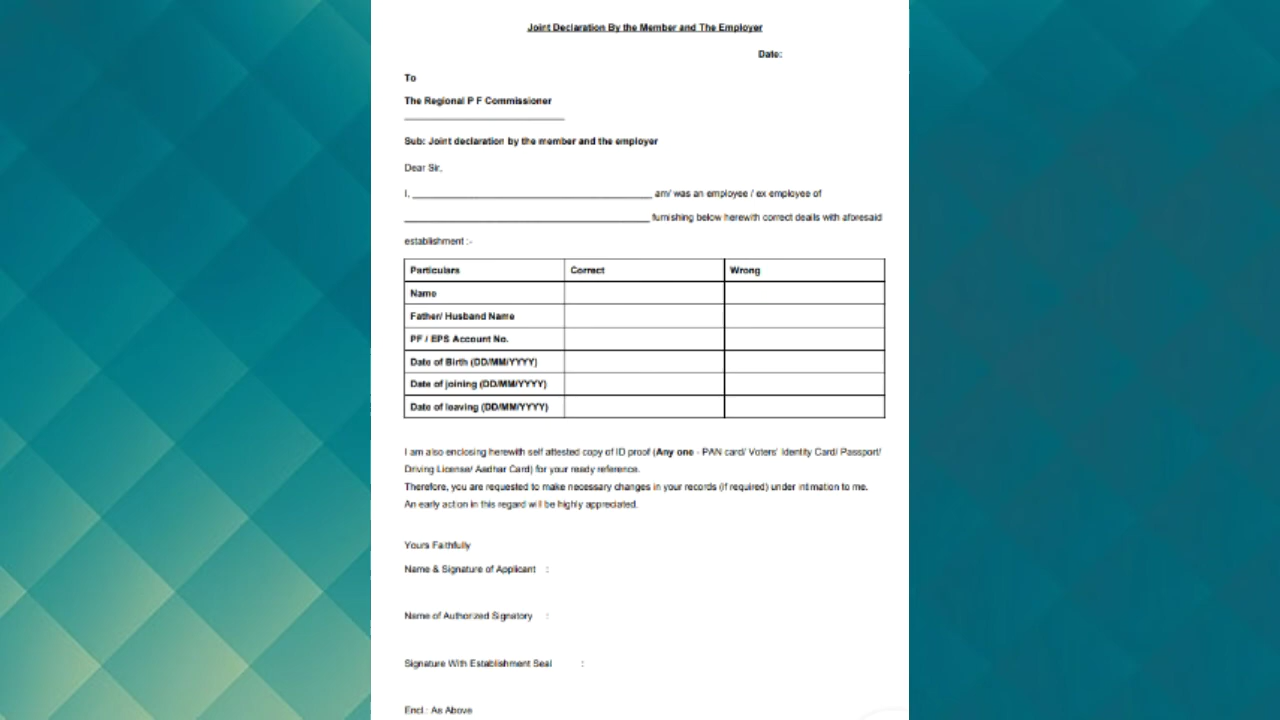 Joint Declaration By the Member and The Employer
Date:
To
The Regional P F Commissioner
Sub: Joint declaration by the member and the employer
Dear Sir,
I, ________________ am/ was an employee / ex employee of
________________ furnishing below herewith correct deails with aforesaid
establishment :-
Particulars Correct Wrong
Name
Father/ Husband Name
PF / EPS Account No.
Date of Birth (DD/MM/YYYY)
Date of joining (DD/MM/YYYY)
Date of leaving (DD/MM/YYYY)
I am also enclosing herewith self attested copy of ID proof (Any one - PAN card/ Voters' Identity Card/ Passport/
Driving License/ Aadhar Card) for your ready reference.
Therefore, you are requested to make necessary changes in your records (if required) under intimation to me.
An early action in this regard will be highly appreciated.
Yours Faithfully
Name & Signature of Applicant :
Name of Authorized Signatory :
Signature With Establishment Seal :
Encl.: As Above